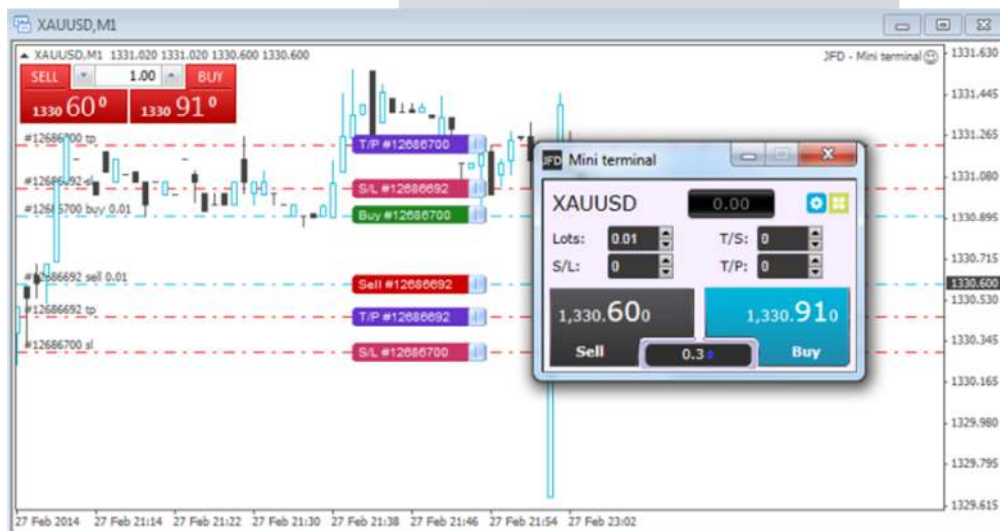 XAUUSD,M1
XAUUSD,M1 1331.020 1331.020 1330.600 1330.600
JFD - Mini terminal
SELL 1.00 BUY
1330 60 0 1330 91 0
#12686700 tp
T/P #12686700
#12686692 sl
S/L #12686692
#12686700 buy 0.01
Buy #12686700
#12686692 sell 0.01
Sell #12686692
#12686692 tp
T/P #12686692
#12686700 sl
S/L #12686700
JFD Mini terminal
XAUUSD 0.00
Lots: 0.01 T/S: 0
S/L: 0 T/P: 0
1,330.600 1,330.910
Sell 0.3 Buy
1331.630
1331.445
1331.265
1331.080
1330.895
1330.715
1330.600
1330.530
1330.345
1330.165
1329.980
1329.795
1329.615
27 Feb 2014 27 Feb 21:14 27 Feb 21:22 27 Feb 21:30 27 Feb 21:38 27 Feb 21:46 27 Feb 21:54 27 Feb 23:02